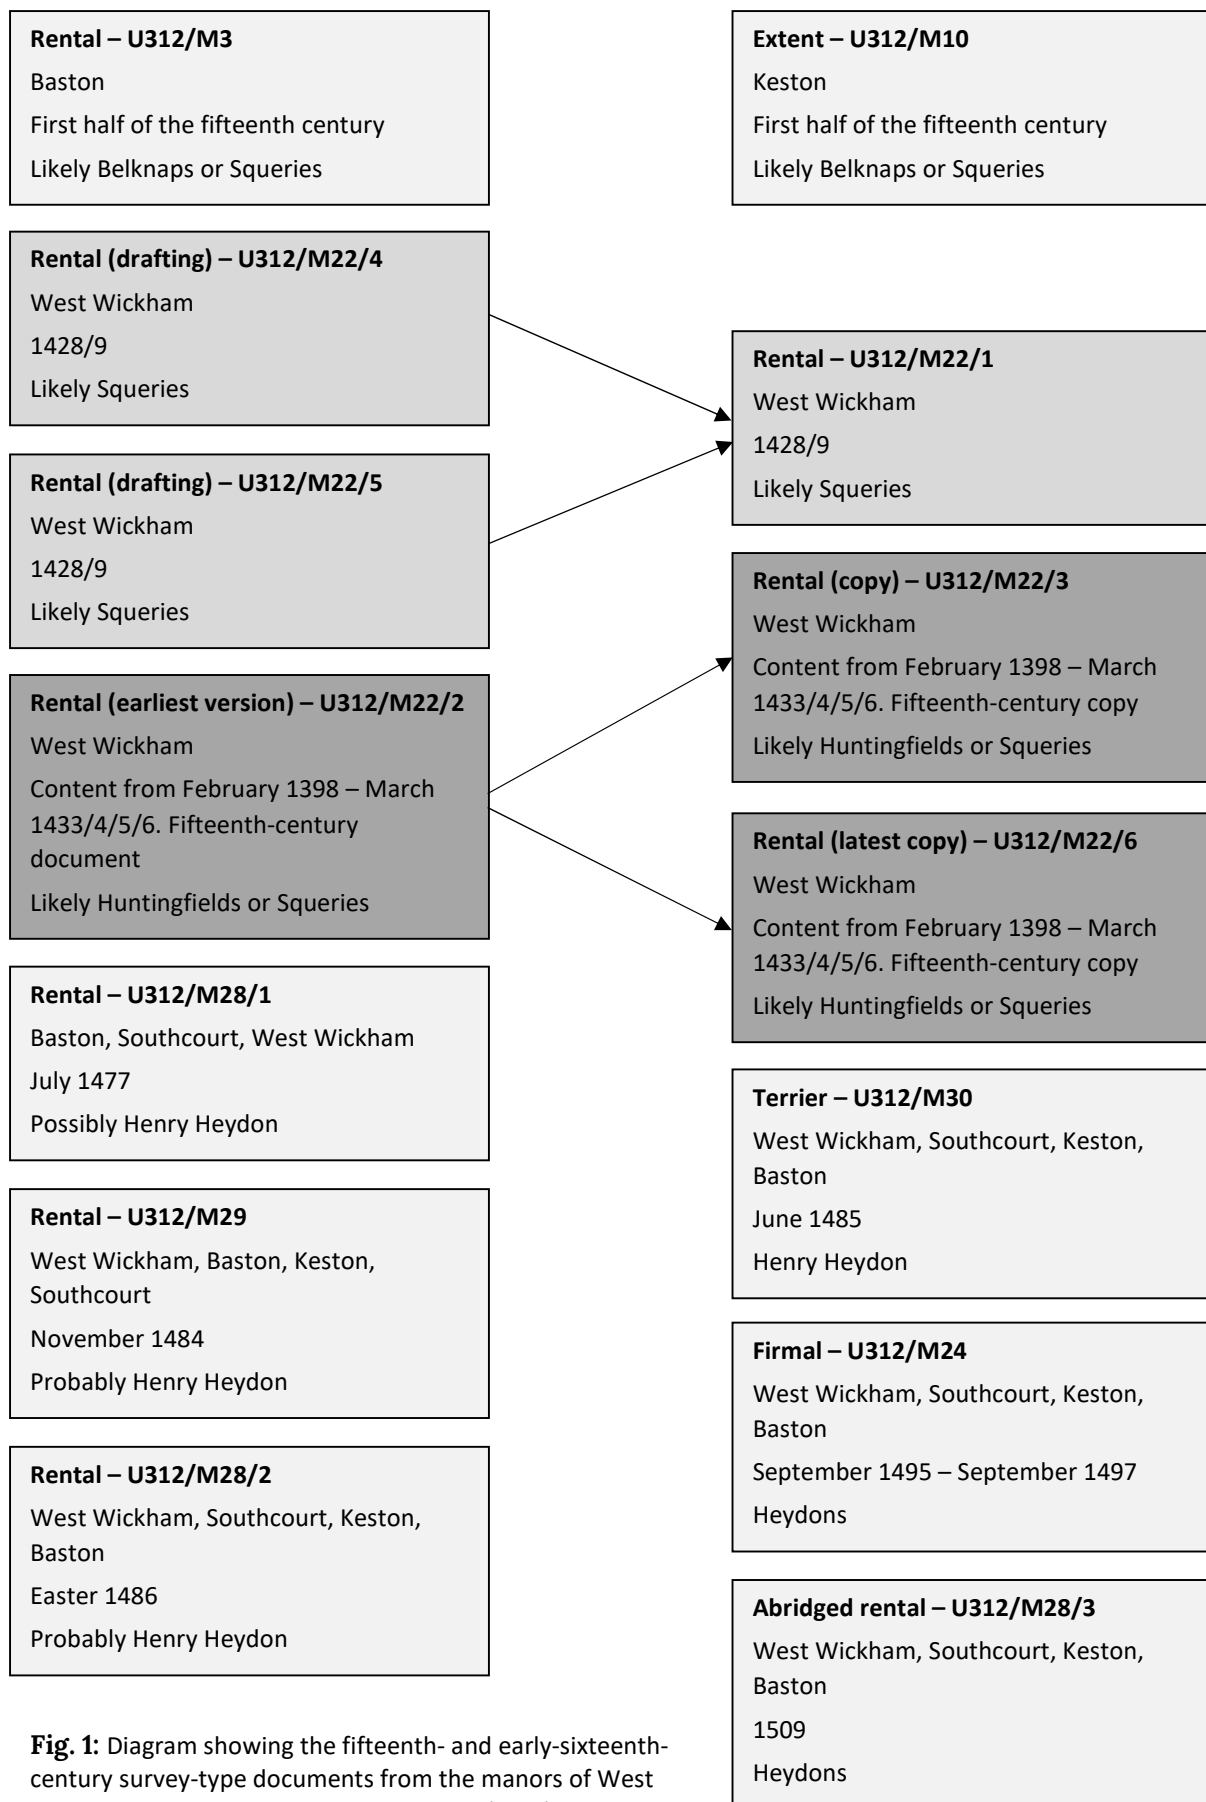 Rental – U312/M3
Baston
First half of the fifteenth century
Likely Belknaps or Squeries
Extent – U312/M10
Keston
First half of the fifteenth century
Likely Belknaps or Squeries
Rental (drafting) – U312/M22/4
West Wickham
1428/9
Likely Squeries
Rental – U312/M22/1
West Wickham
1428/9
Likely Squeries
Rental (drafting) – U312/M22/5
West Wickham
1428/9
Likely Squeries
Rental (copy) – U312/M22/3
West Wickham
Content from February 1398 – March
1433/4/5/6. Fifteenth-century copy
Likely Huntingfields or Squeries
Rental (earliest version) – U312/M22/2
West Wickham
Content from February 1398 – March
1433/4/5/6. Fifteenth-century
document
Likely Huntingfields or Squeries
Rental (latest copy) – U312/M22/6
West Wickham
Content from February 1398 – March
1433/4/5/6. Fifteenth-century copy
Likely Huntingfields or Squeries
Rental – U312/M28/1
Baston, Southcourt, West Wickham
July 1477
Possibly Henry Heydon
Terrier – U312/M30
West Wickham, Southcourt, Keston,
Baston
June 1485
Henry Heydon
Rental – U312/M29
West Wickham, Baston, Keston,
Southcourt
November 1484
Probably Henry Heydon
Firmal – U312/M24
West Wickham, Southcourt, Keston,
Baston
September 1495 – September 1497
Heydons
Rental – U312/M28/2
West Wickham, Southcourt, Keston,
Baston
Easter 1486
Probably Henry Heydon
Abridged rental – U312/M28/3
West Wickham, Southcourt, Keston,
Baston
1509
Heydons
Fig. 1: Diagram showing the fifteenth- and early-sixteenth-
century survey-type documents from the manors of West